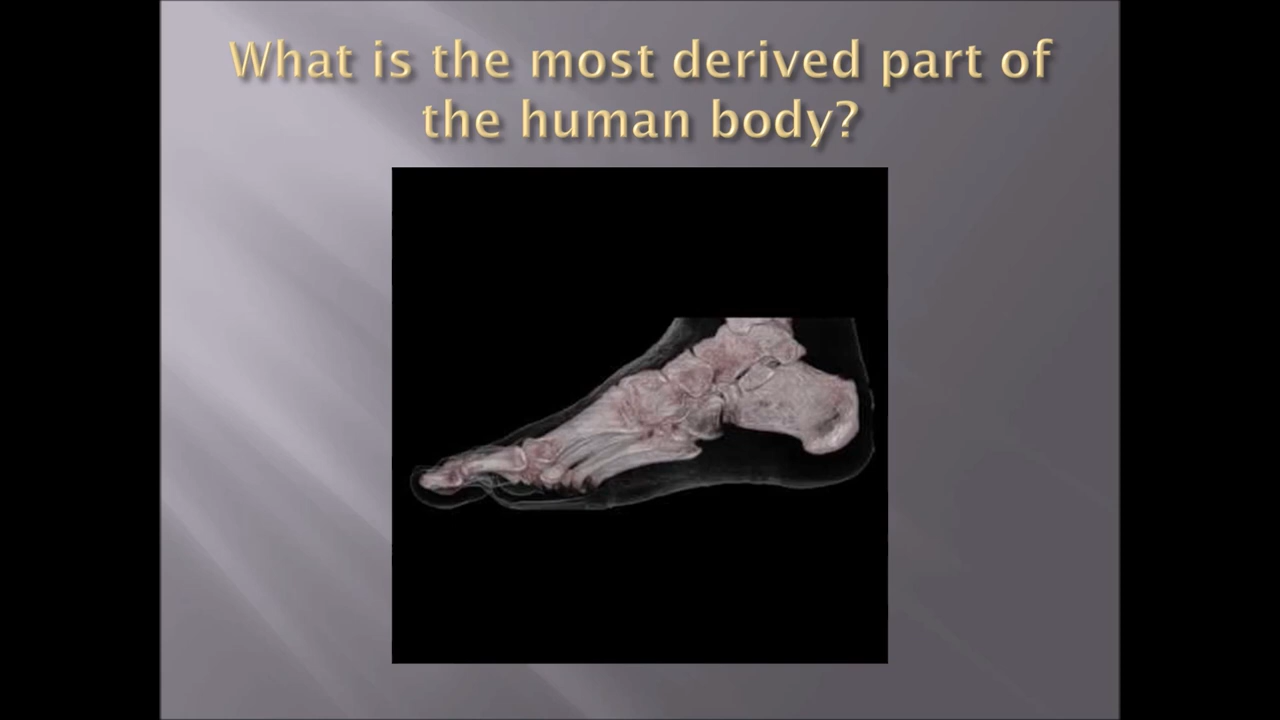 What is the most derived part of
the human body?